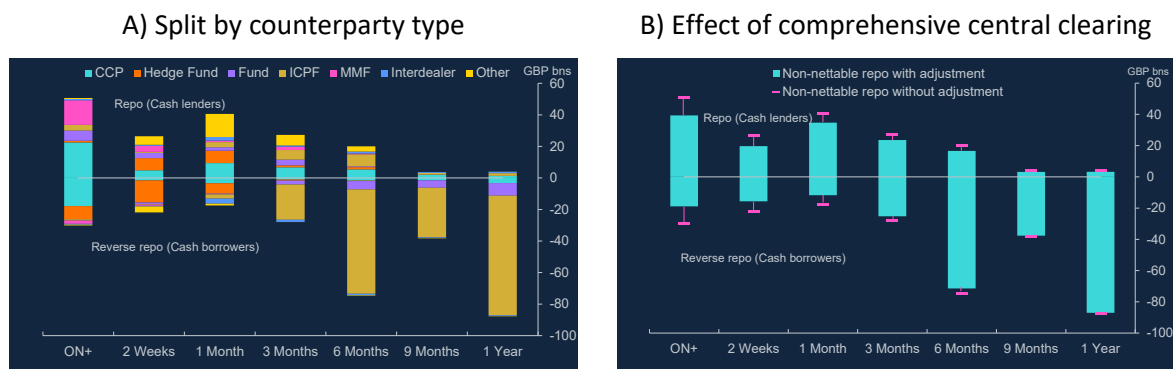 A) Split by counterparty type
CCP Hedge Fund Fund ICPF MMF Interdealer Other
GBP bns
Repo (Cash lenders)
Reverse repo (Cash borrowers)
60
40
20
0
-20
-40
-60
-80
-100
ON+ 2 Weeks 1 Month 3 Months 6 Months 9 Months 1 Year
B) Effect of comprehensive central clearing
Non-nettable repo with adjustment
Non-nettable repo without adjustment
GBP bns
Repo (Cash lenders)
Reverse repo (Cash borrowers)
60
40
20
0
-20
-40
-60
-80
-100
ON+ 2 Weeks 1 Month 3 Months 6 Months 9 Months 1 Year